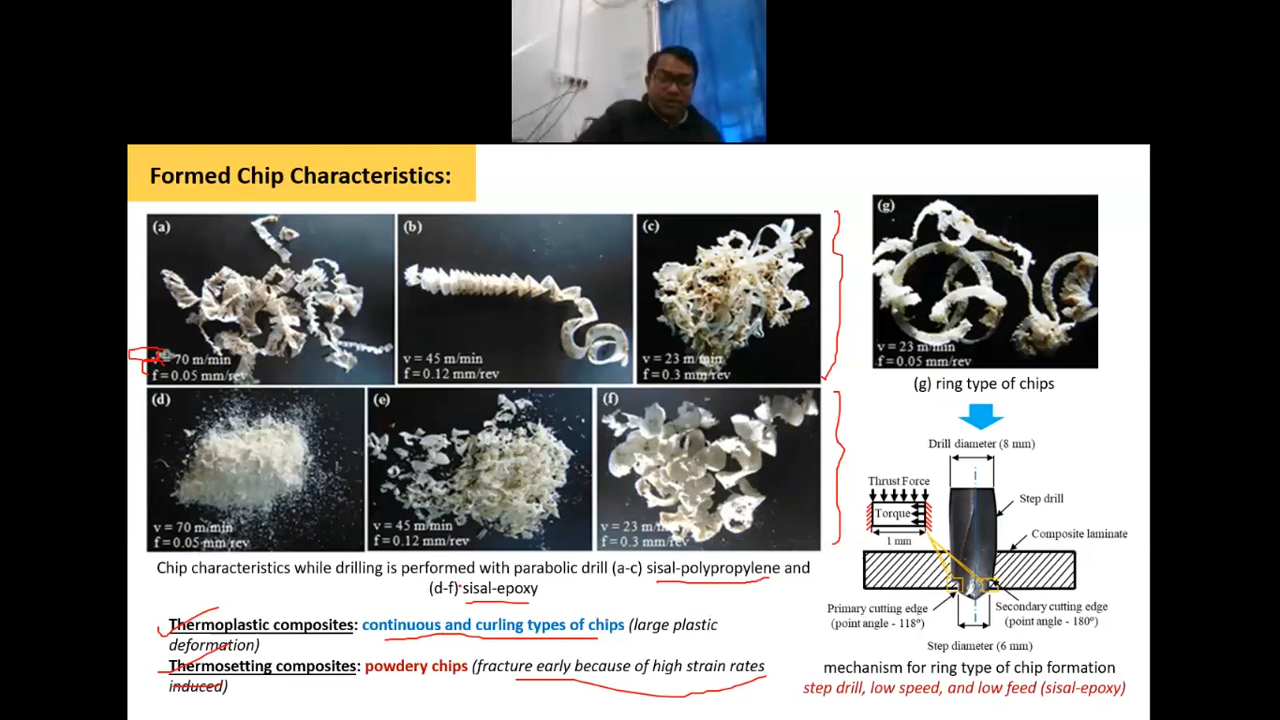 Formed Chip Characteristics:
(a)
v = 70 m/min
f = 0.05 mm/rev
(b)
v = 45 m/min
f = 0.12 mm/rev
(c)
v = 23 m/min
f = 0.3 mm/rev
(d)
v = 70 m/min
f = 0.05 mm/rev
(e)
v = 45 m/min
f = 0.12 mm/rev
(f)
v = 23 m/min
f = 0.3 mm/rev
Chip characteristics while drilling is performed with parabolic drill (a-c) sisal-polypropylene and
(d-f) sisal-epoxy
Thermoplastic composites: continuous and curling types of chips (large plastic
deformation)
Thermosetting composites: powdery chips (fracture early because of high strain rates
induced)
(g)
v = 23 m/min
f = 0.05 mm/rev
(g) ring type of chips
Drill diameter (8 mm)
Thrust Force
Torque
1 mm
Step drill
Composite laminate
Primary cutting edge
(point angle - 118°)
Secondary cutting edge
(point angle - 180°)
Step diameter (6 mm)
mechanism for ring type of chip formation
step drill, low speed, and low feed (sisal-epoxy)